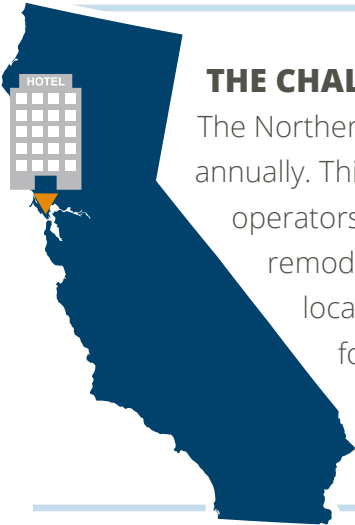 HOTEL
THE CHAL
The Norther
annually. Thi
operators
remod
loca
fo